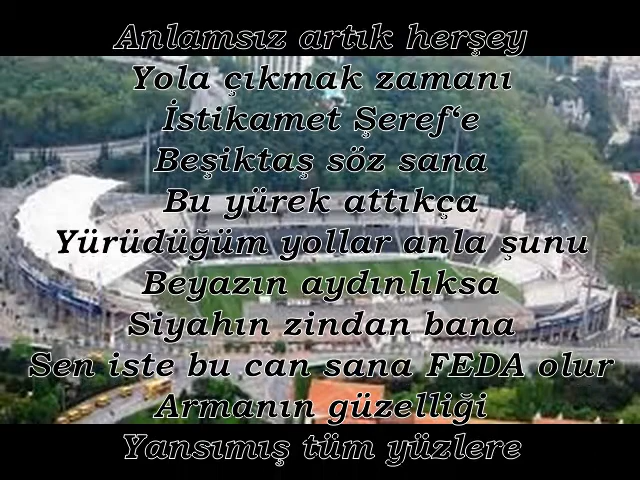 Anlamsız artık herşey
Yola çıkmak zamanı
İstikamet Şeref‘e
Beşiktaş söz sana
Bu yürek attıkça
Yürüdüğüm yollar anla şunu
Beyazın aydınlıksa
Siyahın zindan bana
Sen iste bu can sana FEDA olur
Armanın güzelliği
Yansımış tüm yüzlere